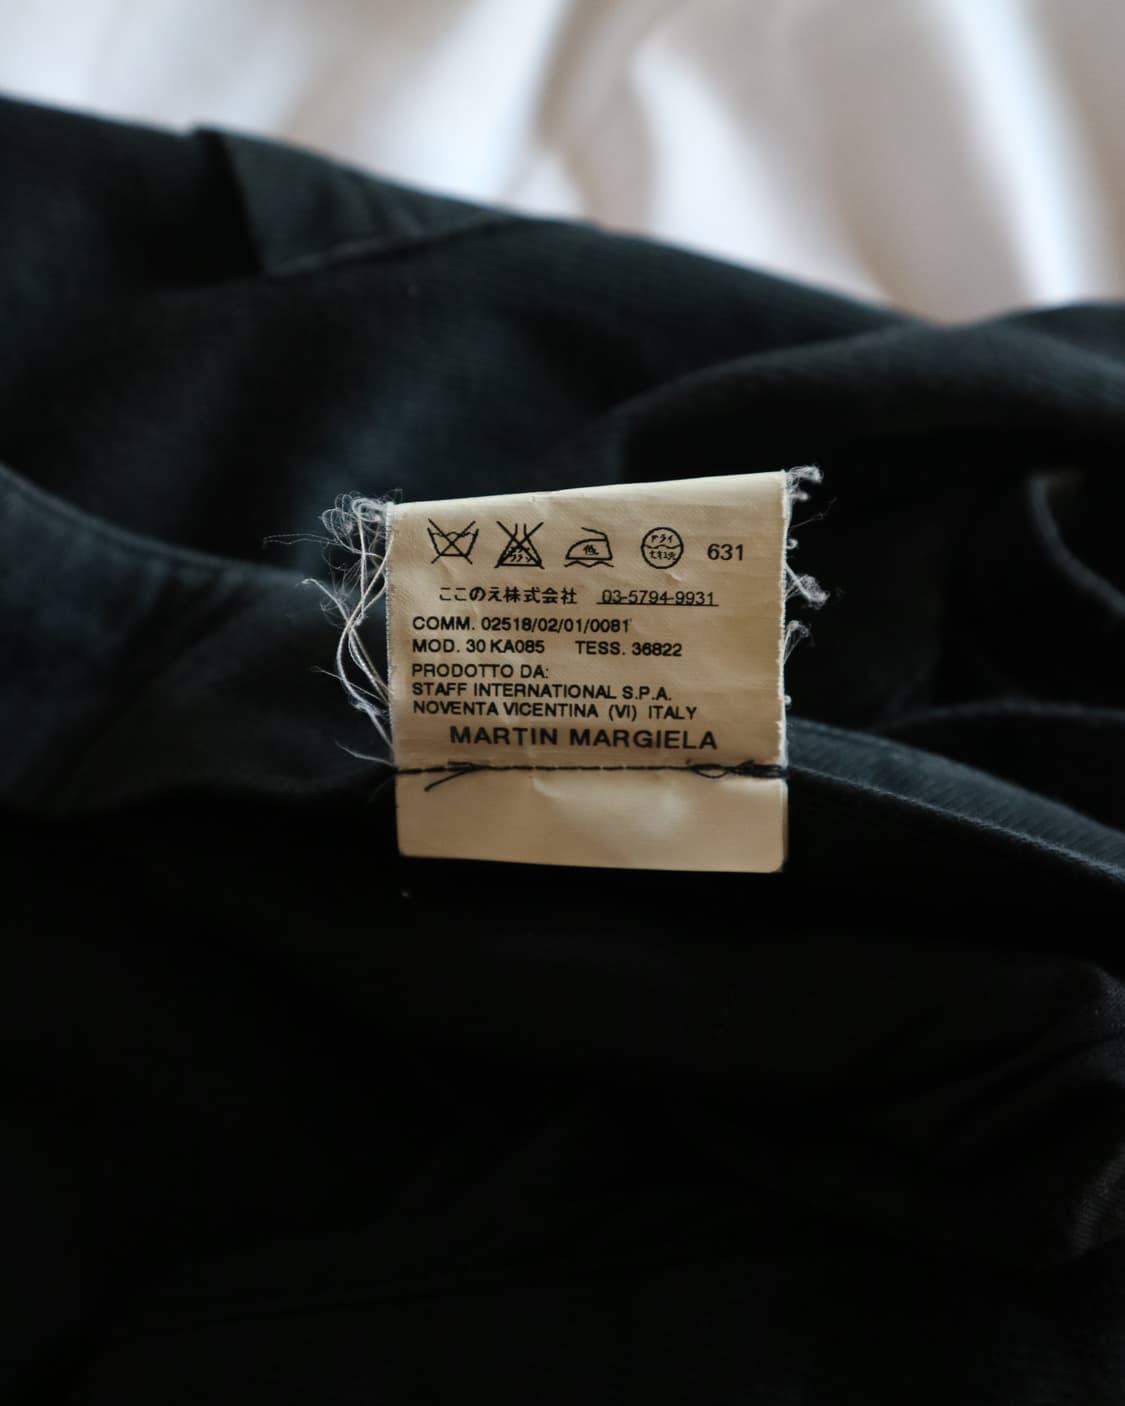 631
ここのえ株式会社 03-5794-9931
COMM. 02518/02/01/0081
MOD. 30 KA085 TESS. 36822
PRODOTTO DA:
STAFF INTERNATIONAL S.P.A.
NOVENTA VICENTINA (VI) ITALY
MARTIN MARGIELA